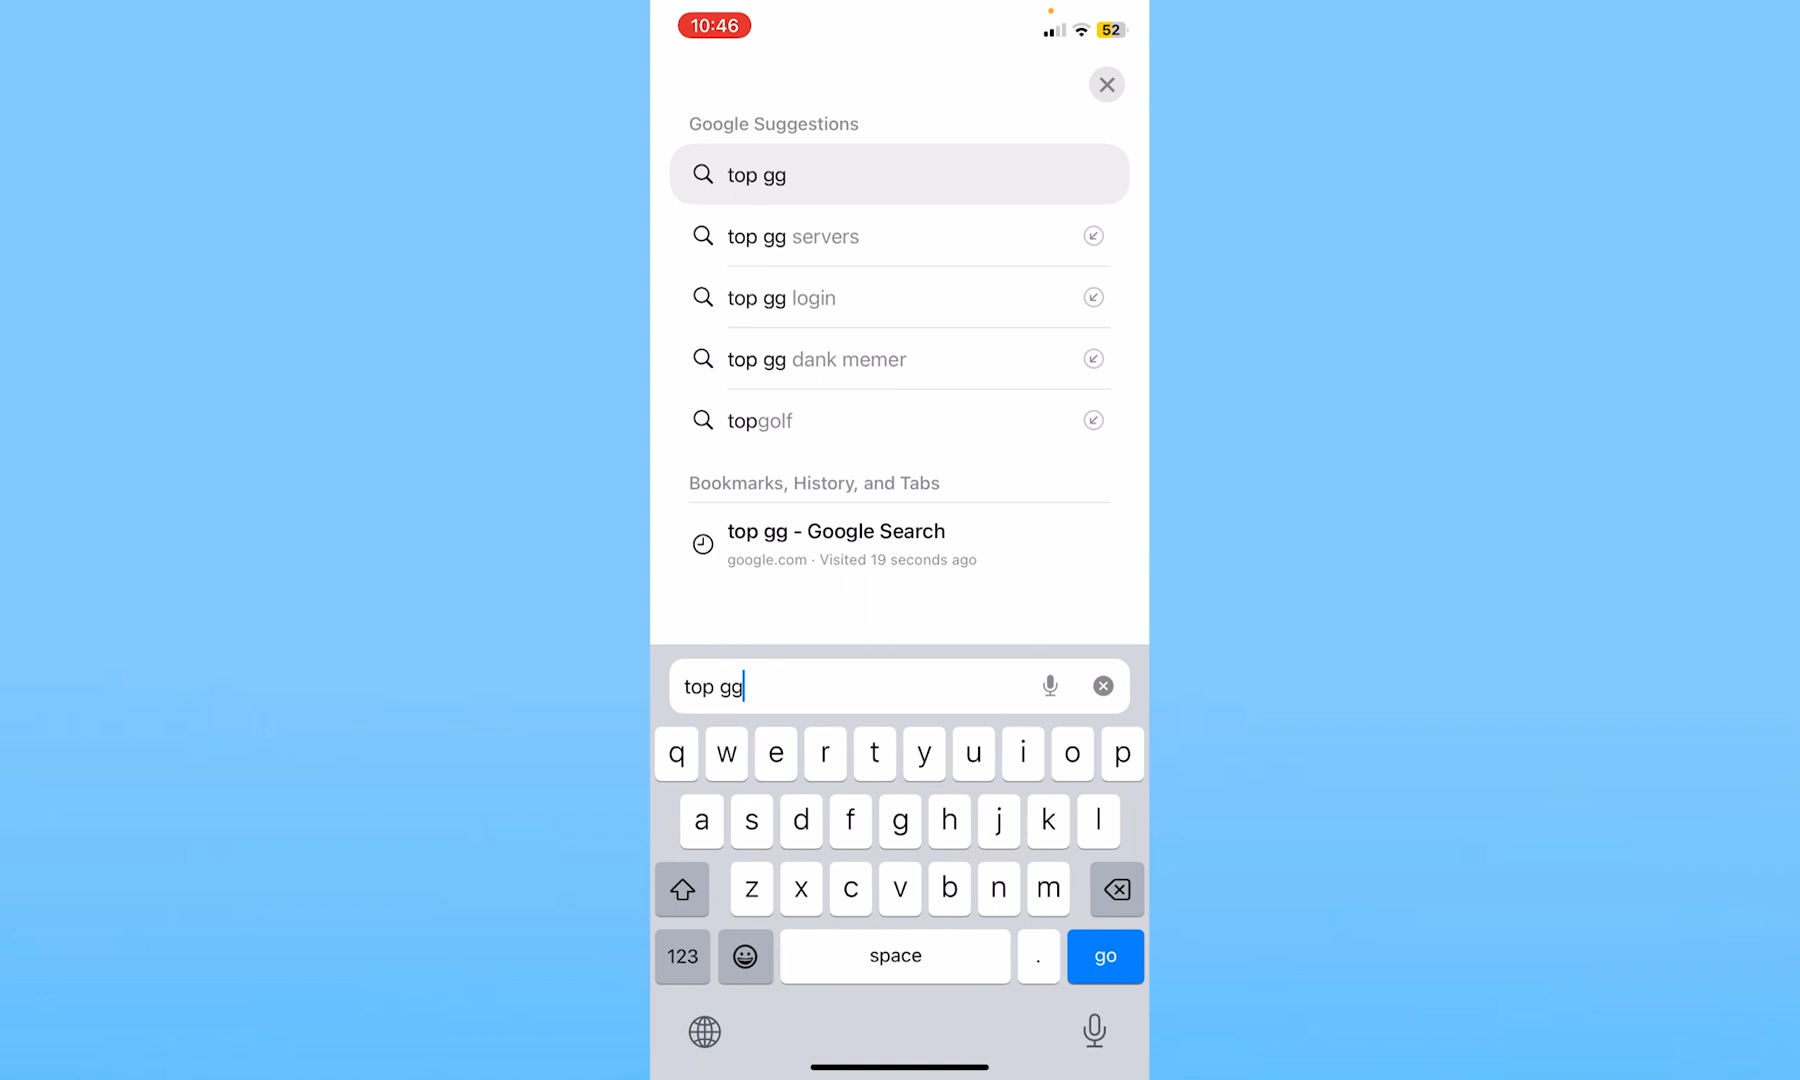 10:46
52
Google Suggestions
top gg
top gg servers
top gg login
top gg dank memer
topgolf
Bookmarks, History, and Tabs
top gg - Google Search
google.com · Visited 19 seconds ago
top gg
q w e r t y u i o p
a s d f g h j k l
z x c v b n m
123 space . go